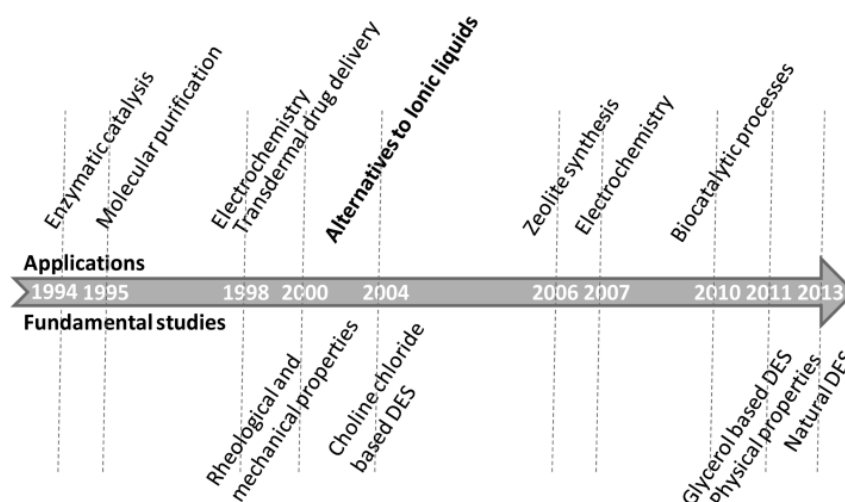 Enzymatic catalysis
Molecular purification
Electrochemistry
Transdermal drug delivery
Alternatives to Ionic liquids
Zeolite synthesis
Electrochemistry
Biocatalytic processes
Applications
1994 1995 1998 2000 2004 2006 2007 2010 2011 2013
Fundamental studies
Rheological and
mechanical properties
Choline chloride
based DES
Glycerol based DES
Physical properties
Natural DES